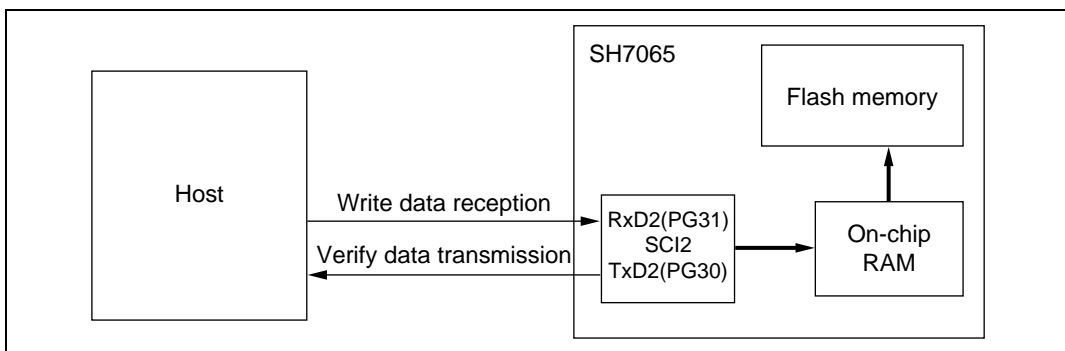 SH7065
Flash memory
Host
Write data reception
Verify data transmission
RxD2(PG31)
SCI2
TxD2(PG30)
On-chip
RAM